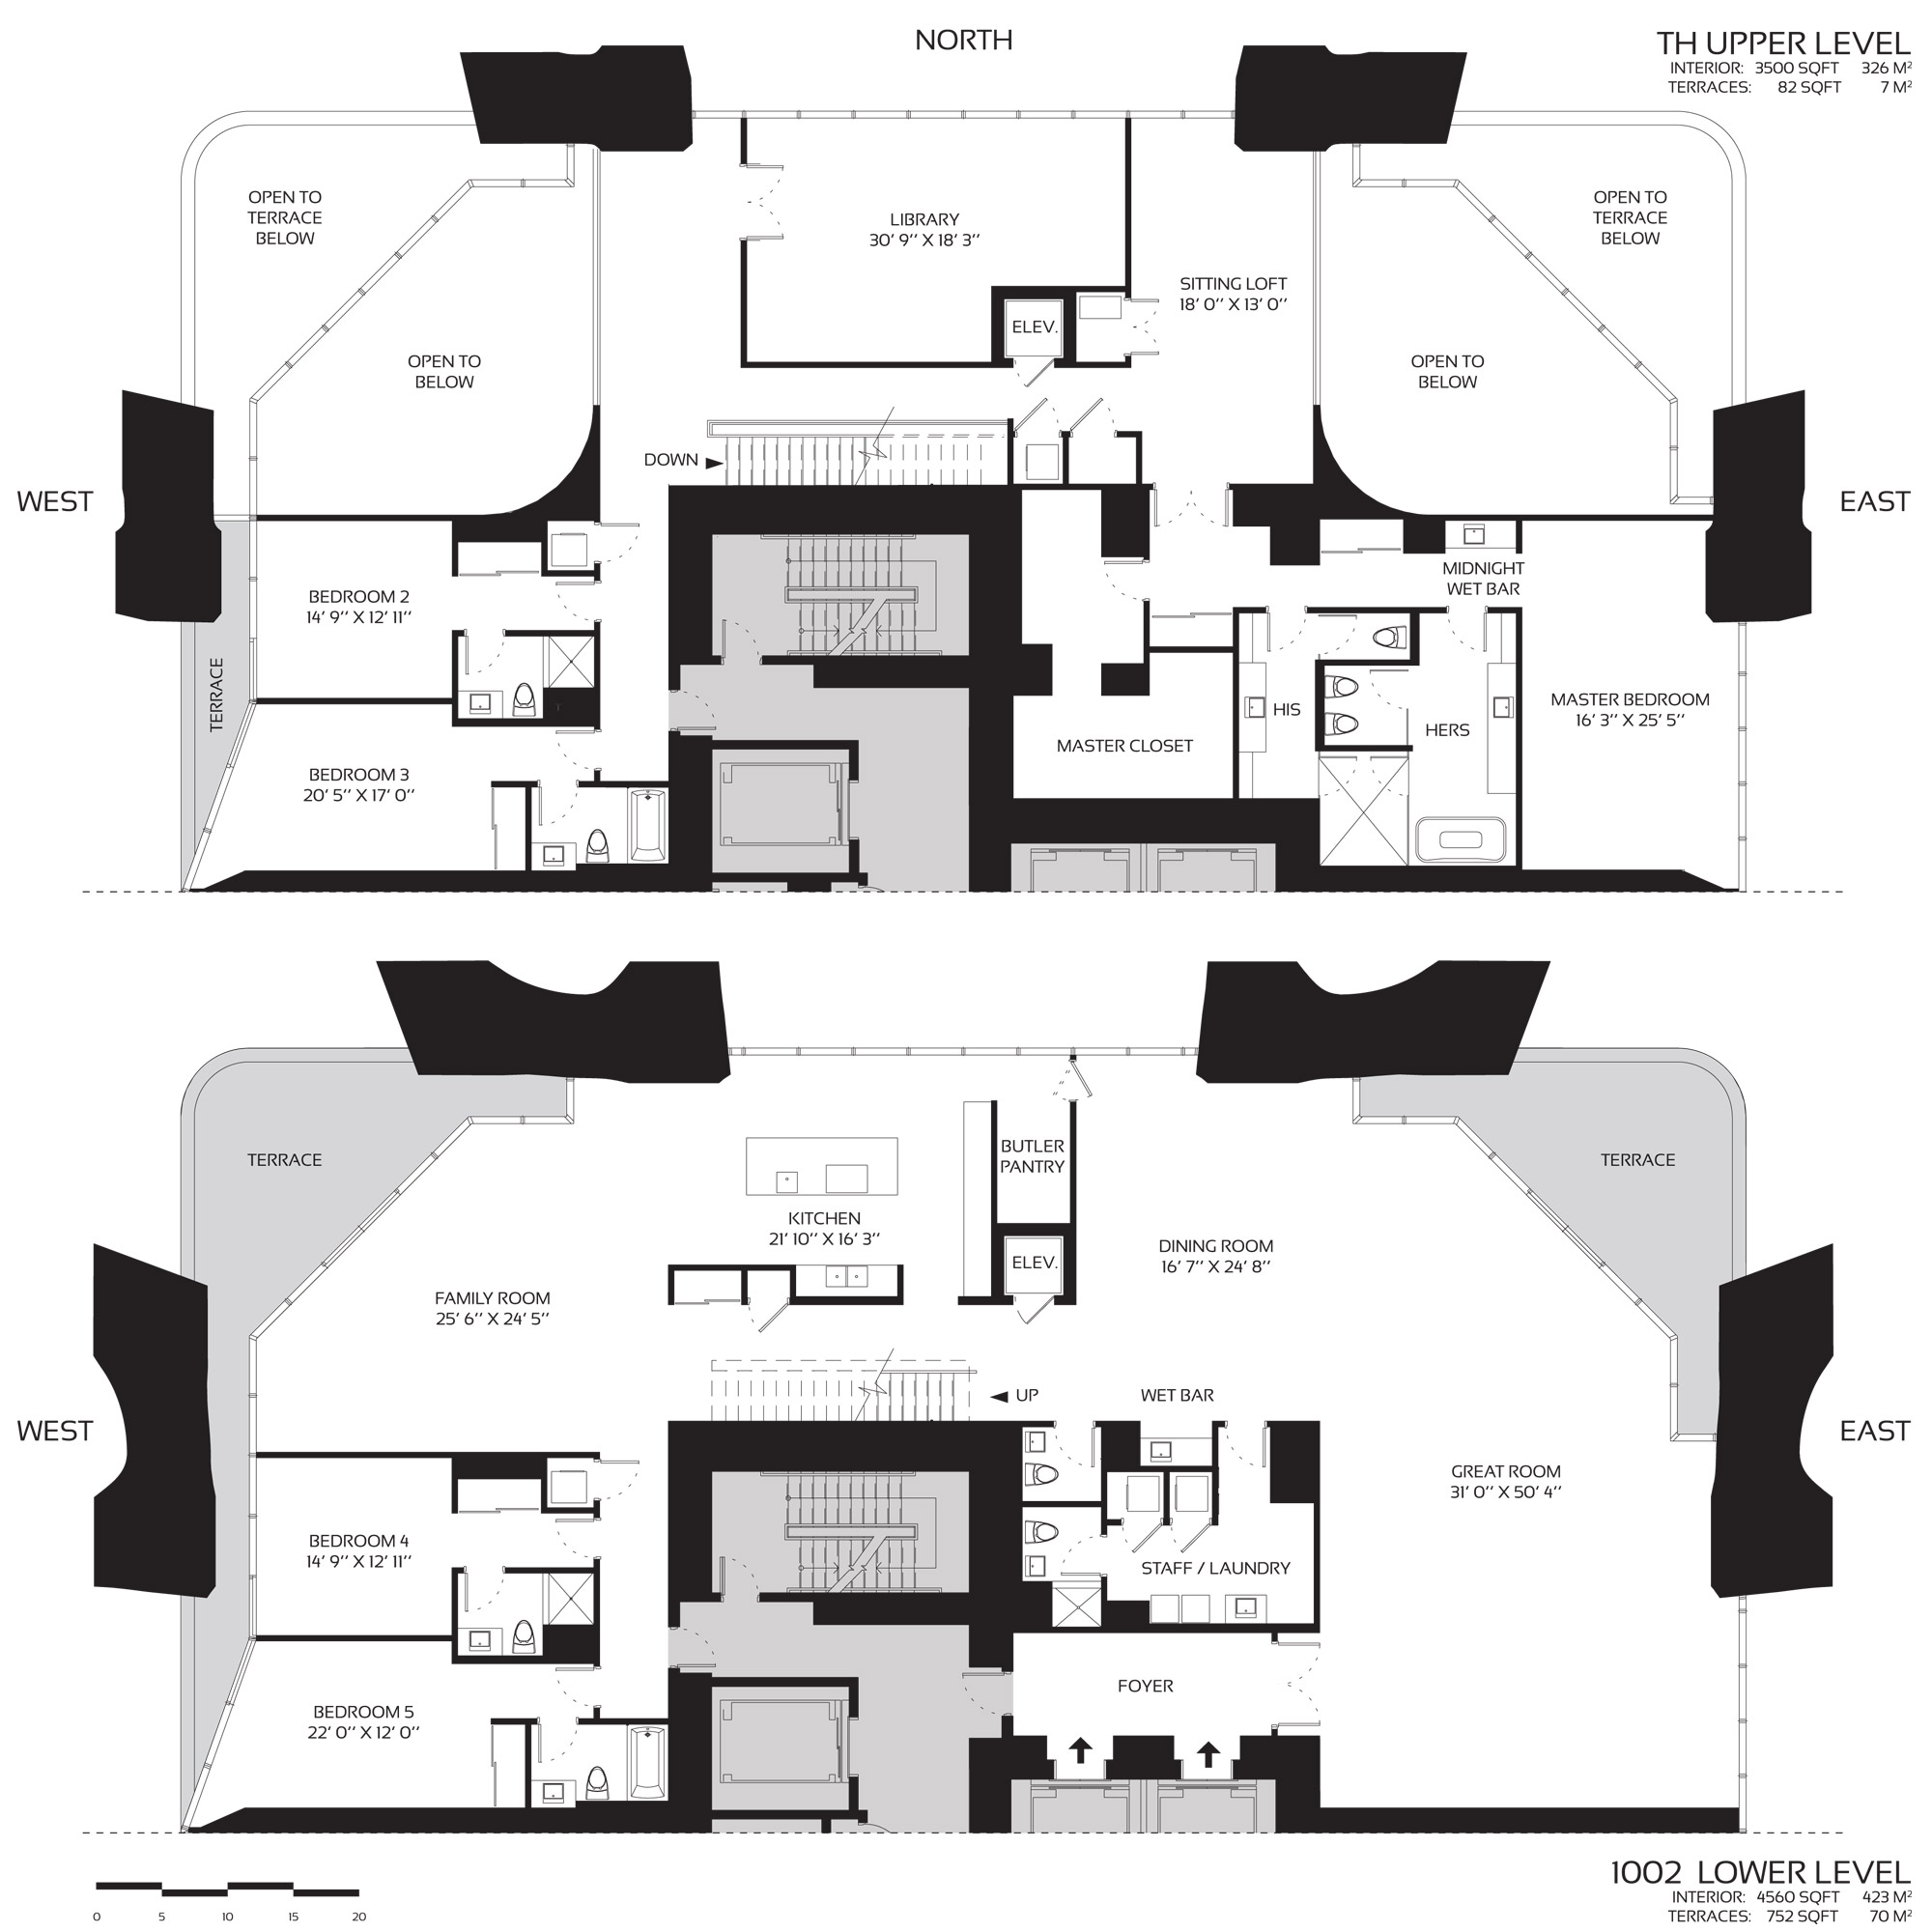 NORTH
TH UPPER LEVEL
INTERIOR: 3500 SQFT 326 M²
TERRACES: 82 SQFT 7 M²
OPEN TO
TERRACE
BELOW
LIBRARY
30' 9'' X 18' 3''
OPEN TO
TERRACE
BELOW
SITTING LOFT
18' 0'' X 13' 0''
ELEV.
OPEN TO
BELOW
OPEN TO
BELOW
DOWN
WEST
EAST
BEDROOM 2
14' 9'' X 12' 11''
MIDNIGHT
WET BAR
TERRACE
MASTER BEDROOM
16' 3'' X 25' 5''
HIS
HERS
MASTER CLOSET
BEDROOM 3
20' 5'' X 17' 0''
TERRACE
BUTLER
PANTRY
TERRACE
KITCHEN
21' 10'' X 16' 3''
DINING ROOM
16' 7'' X 24' 8''
ELEV.
FAMILY ROOM
25' 6'' X 24' 5''
UP
WET BAR
WEST
EAST
GREAT ROOM
31' 0'' X 50' 4''
BEDROOM 4
14' 9'' X 12' 11''
STAFF / LAUNDRY
FOYER
BEDROOM 5
22' 0'' X 12' 0''
1002 LOWER LEVEL
INTERIOR: 4560 SQFT 423 M²
TERRACES: 752 SQFT 70 M²
0 5 10 15 20